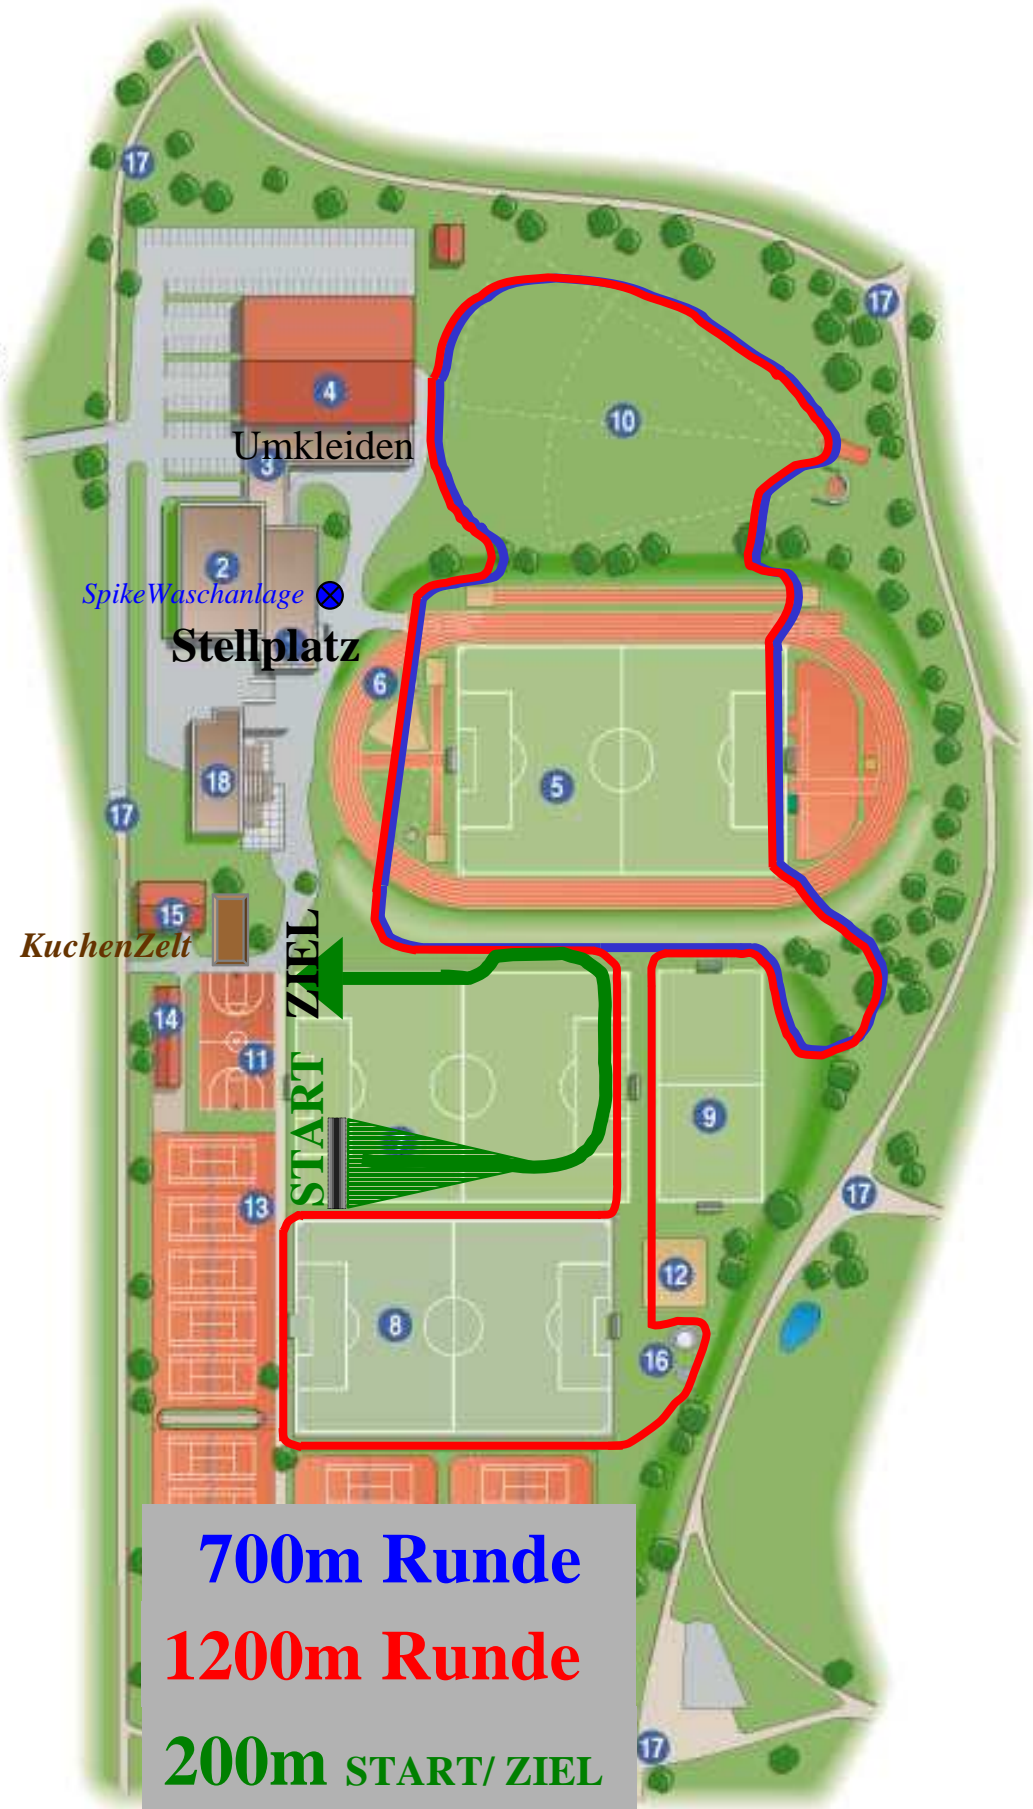 17
17
4
10
Umkleiden
3
2
SpikeWaschanlage
Stellplatz
6
5
18
17
15
KuchenZelt
ZIEL
14
11
START
9
13
17
12
8
16
700m Runde
1200m Runde
200m START/ ZIEL
17